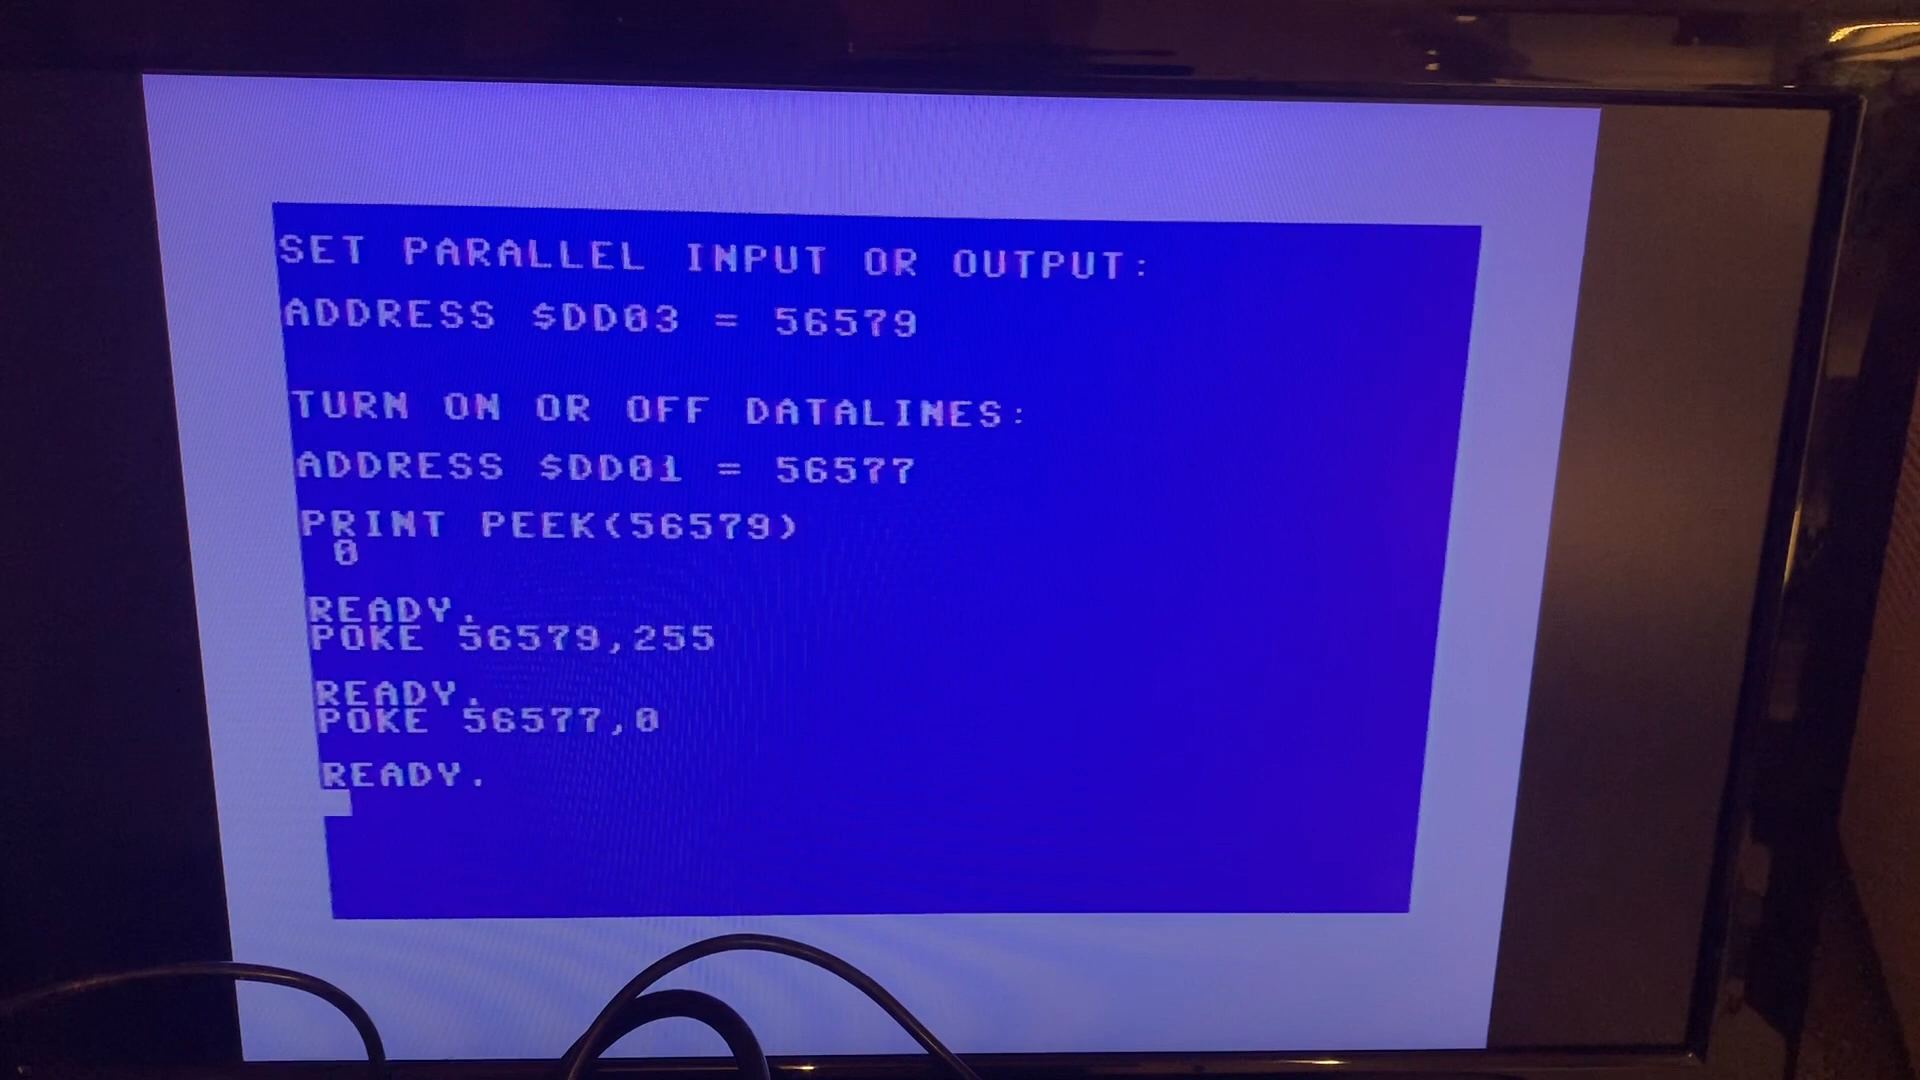 SET PARALLEL INPUT OR OUTPUT:
ADDRESS $DD03 = 56579
TURN ON OR OFF DATALINES:
ADDRESS $DD01 = 56577
PRINT PEEK(56579)
0
READY.
POKE 56579,255
READY.
POKE 56577,0
READY.